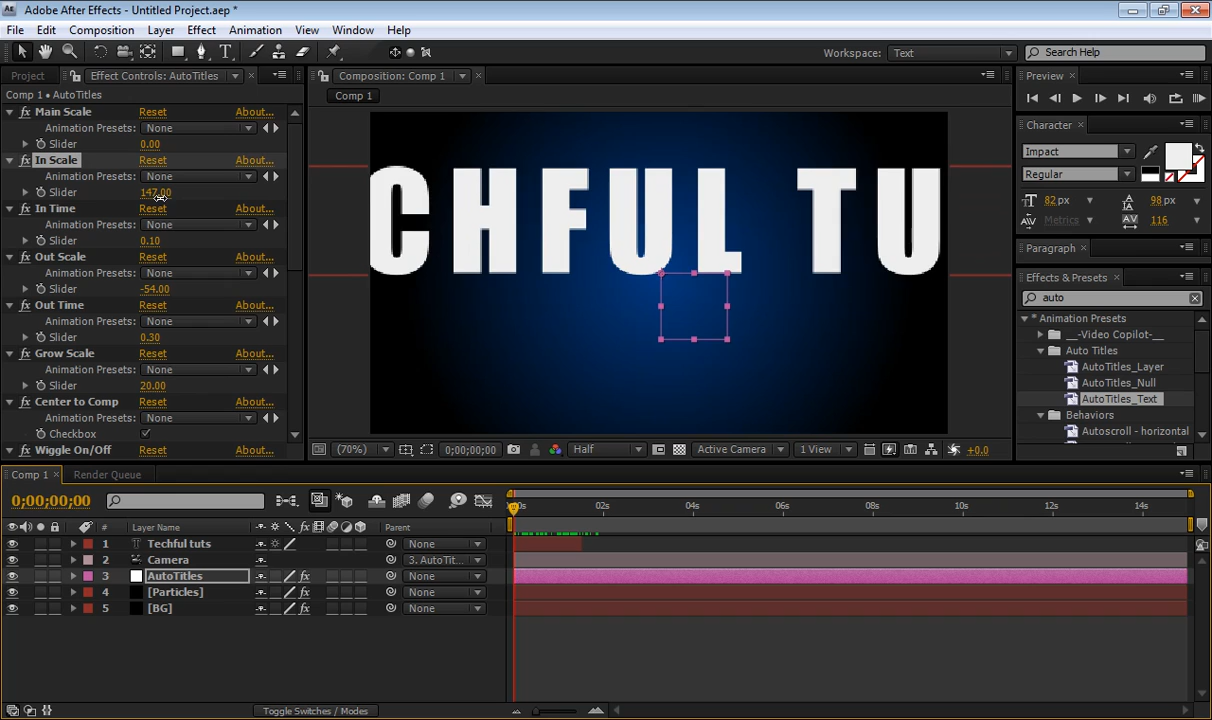 Adobe After Effects - Untitled Project.aep *
File Edit Composition Layer Effect Animation View Window Help
Workspace: Text Search Help
Project Effect Controls: AutoTitles Composition: Comp 1 Preview
Comp 1 • AutoTitles
Comp 1
Main Scale Reset About...
Animation Presets: None
Slider 0.00
In Scale Reset About...
Animation Presets: None
Slider 147.00
In Time Reset About...
Animation Presets: None
Slider 0.10
Out Scale Reset About...
Animation Presets: None
Slider -54.00
Out Time Reset About...
Animation Presets: None
Slider 0.30
Grow Scale Reset About...
Animation Presets: None
Slider 20.00
Center to Comp Reset About...
Animation Presets: None
Checkbox
Wiggle On/Off Reset About...
CHFUL TU
(70%) 0;00;00;00 Half Active Camera 1 View +0.0
Character
Impact
Regular
82 px 98 px
Metrics 116
Paragraph
Effects & Presets
auto
* Animation Presets
__-Video Copilot-__
Auto Titles
AutoTitles_Layer
AutoTitles_Null
AutoTitles_Text
Behaviors
Autoscroll - horizontal
Comp 1 Render Queue
0;00;00;00
# Layer Name Parent
02s 04s 06s 08s 10s 12s 14s
1 Techful tuts None
2 Camera 3. AutoTit...
3 AutoTitles None
4 [Particles] None
5 [BG] None
Toggle Switches / Modes